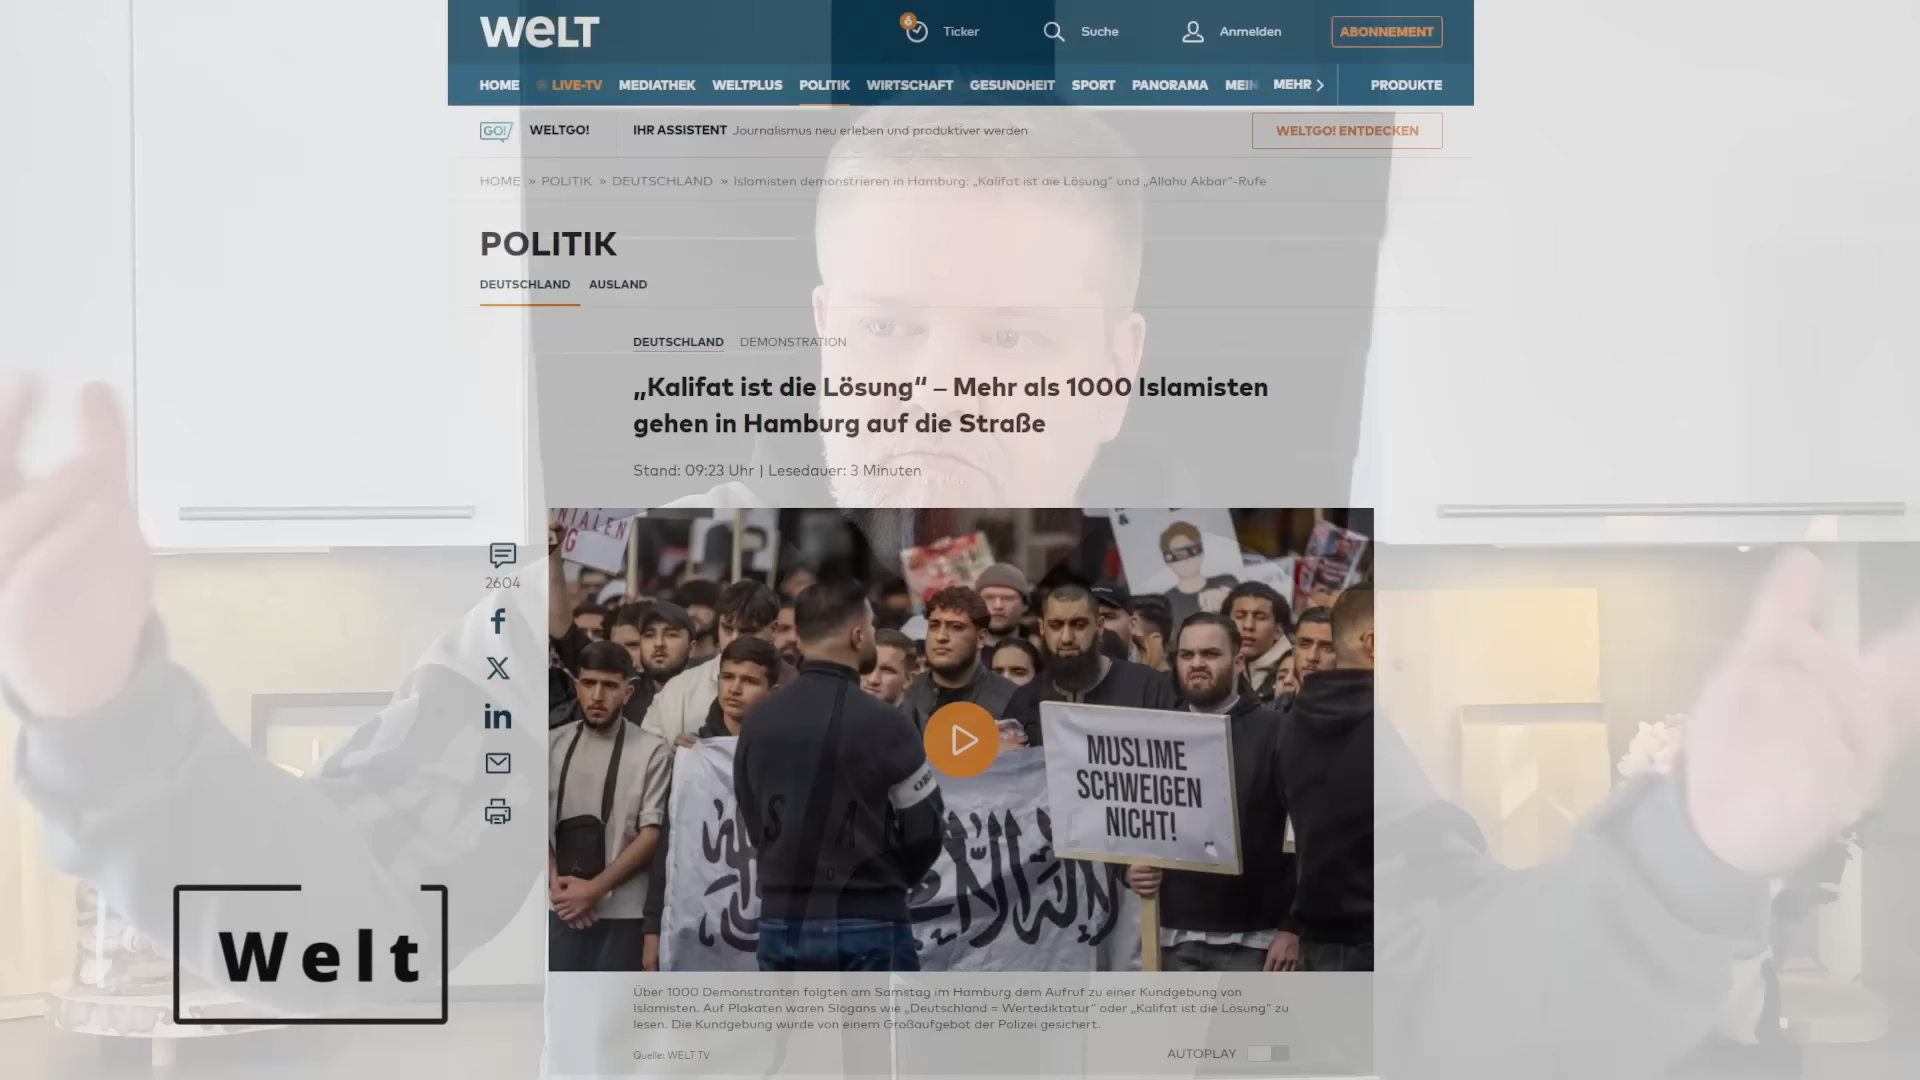 WELT
6
Ticker
Suche
Anmelden
ABONNEMENT
HOME LIVE-TV MEDIATHEK WELTPLUS POLITIK WIRTSCHAFT GESUNDHEIT SPORT PANORAMA MEIN MEHR PRODUKTE
GO! WELTGO! IHR ASSISTENT Journalismus neu erleben und produktiver werden WELTGO! ENTDECKEN
HOME » POLITIK » DEUTSCHLAND » Islamisten demonstrieren in Hamburg: „Kalifat ist die Lösung“ und „Allahu Akbar“-Rufe
POLITIK
DEUTSCHLAND AUSLAND
DEUTSCHLAND DEMONSTRATION
„Kalifat ist die Lösung“ – Mehr als 1000 Islamisten
gehen in Hamburg auf die Straße
Stand: 09:23 Uhr | Lesedauer: 3 Minuten
2604
MUSLIME
SCHWEIGEN
NICHT!
Welt
Über 1000 Demonstranten folgten am Samstag im Hamburg dem Aufruf zu einer Kundgebung von
Islamisten. Auf Plakaten waren Slogans wie „Deutschland = Wertediktatur“ oder „Kalifat ist die Lösung“ zu
lesen. Die Kundgebung wurde von einem Großaufgebot der Polizei gesichert.
Quelle: WELT TV
AUTOPLAY